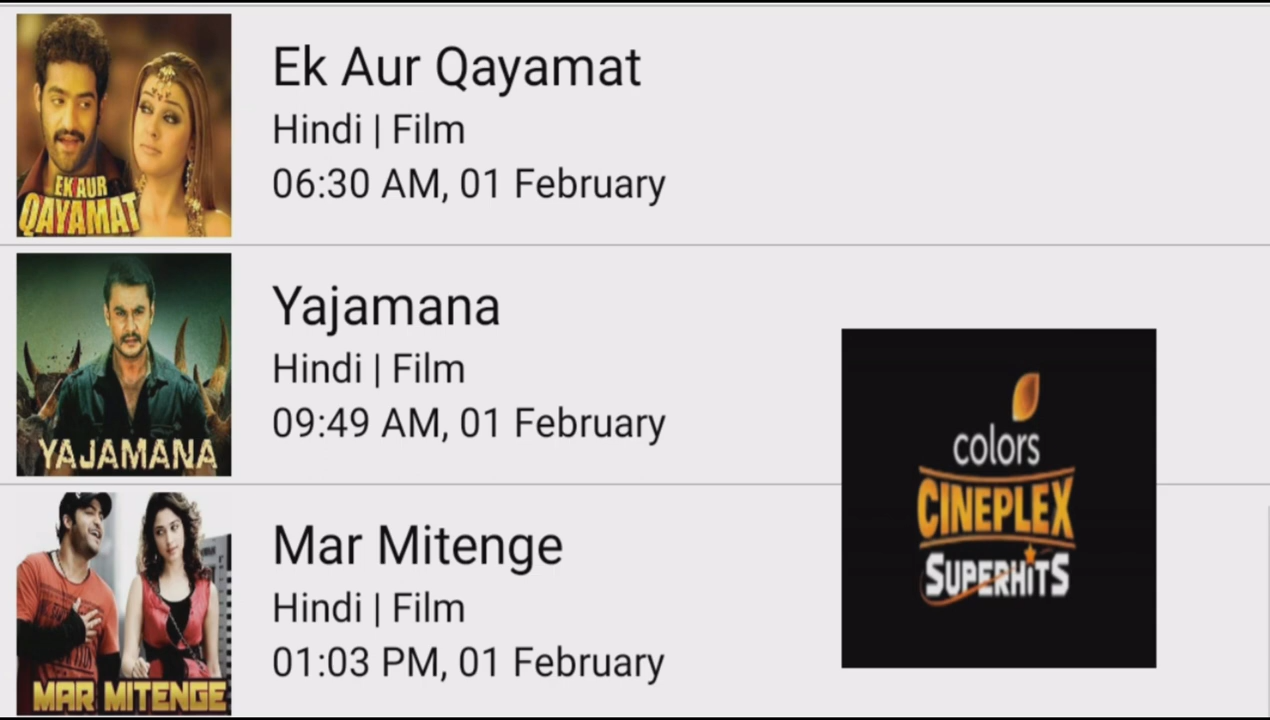 EK AUR
QAYAMAT
Ek Aur Qayamat
Hindi | Film
06:30 AM, 01 February
YAJAMANA
Yajamana
Hindi | Film
09:49 AM, 01 February
MAR MITENGE
Mar Mitenge
Hindi | Film
01:03 PM, 01 February
colors
CINEPLEX
SUPERHiTS